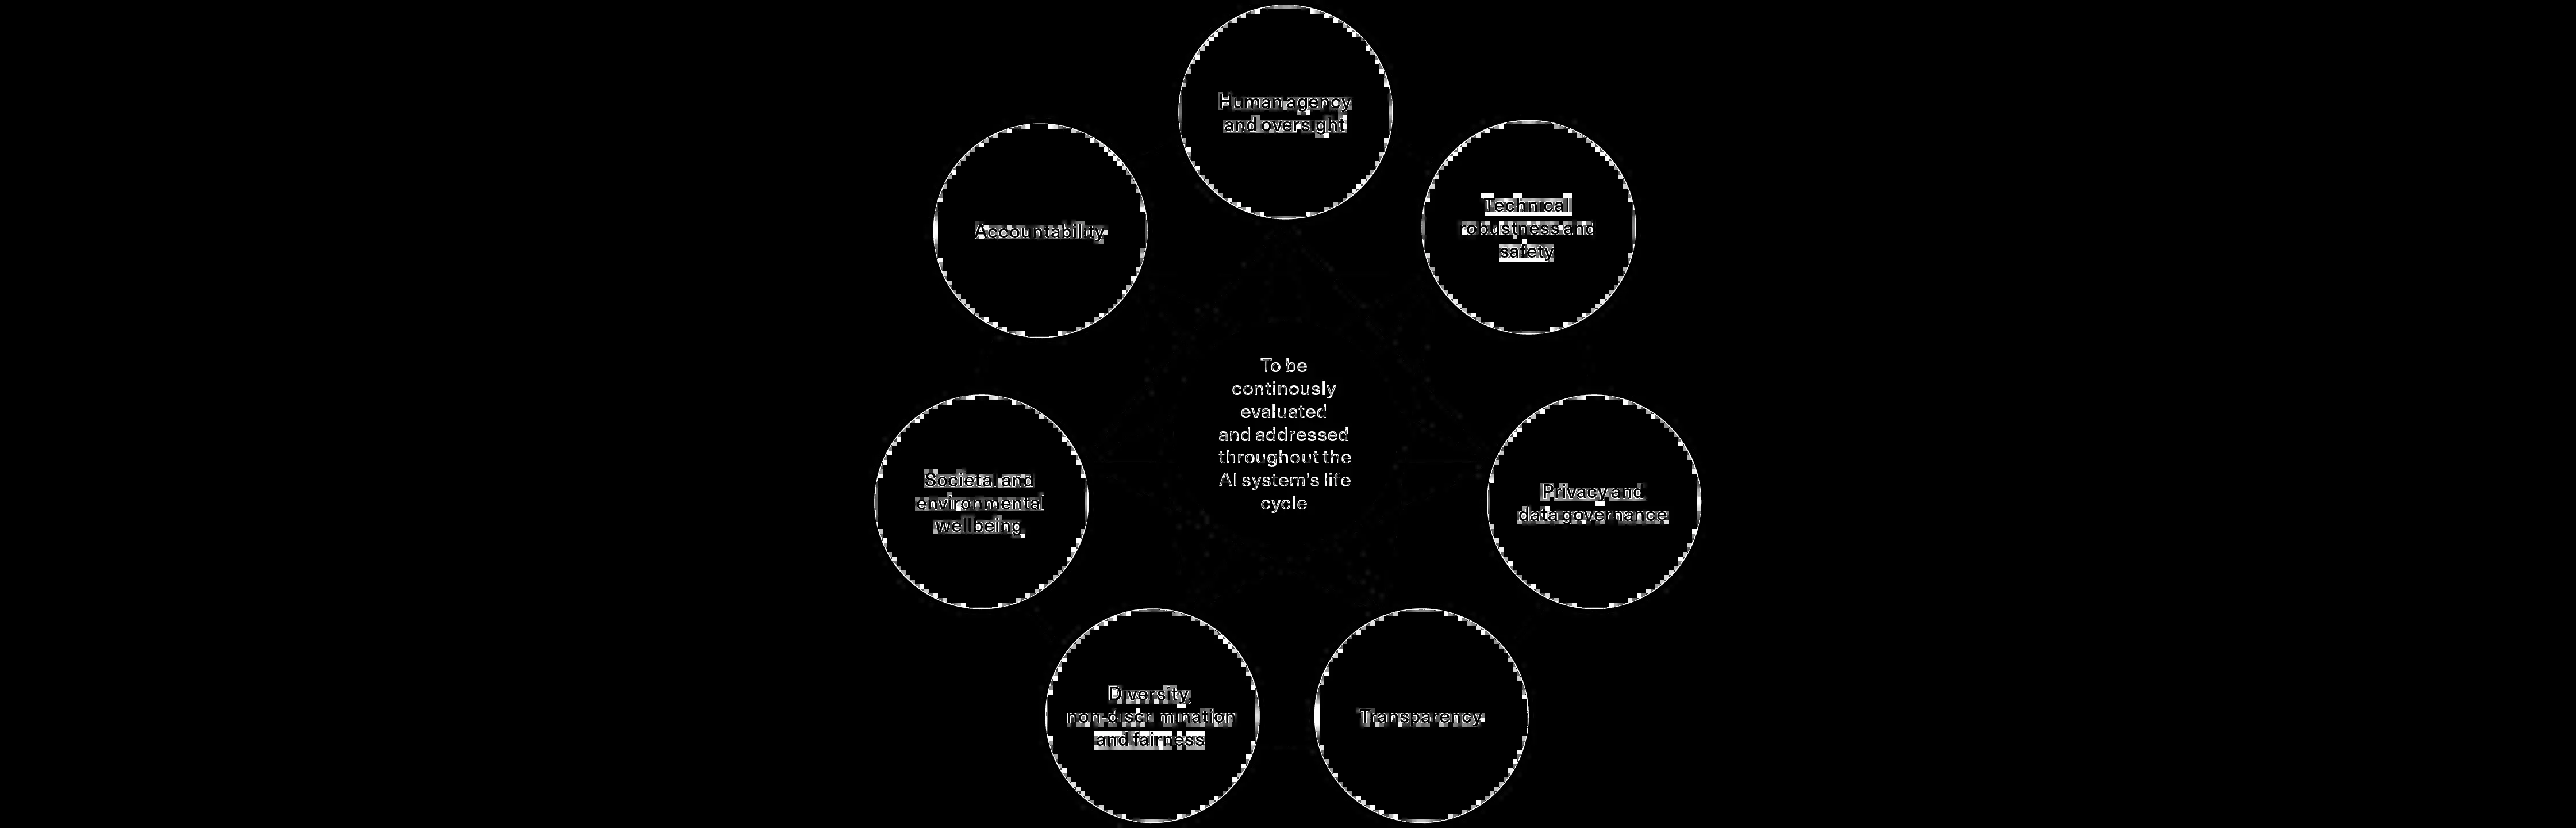 Human agency
and oversight
Technical
robustness and
safety
Privacy and
data governance
Transparency
Diversity,
non-discrimination
and fairness
Societal and
environmental
wellbeing
Accountability
To be
continously
evaluated
and addressed
throughout the
AI system's life
cycle